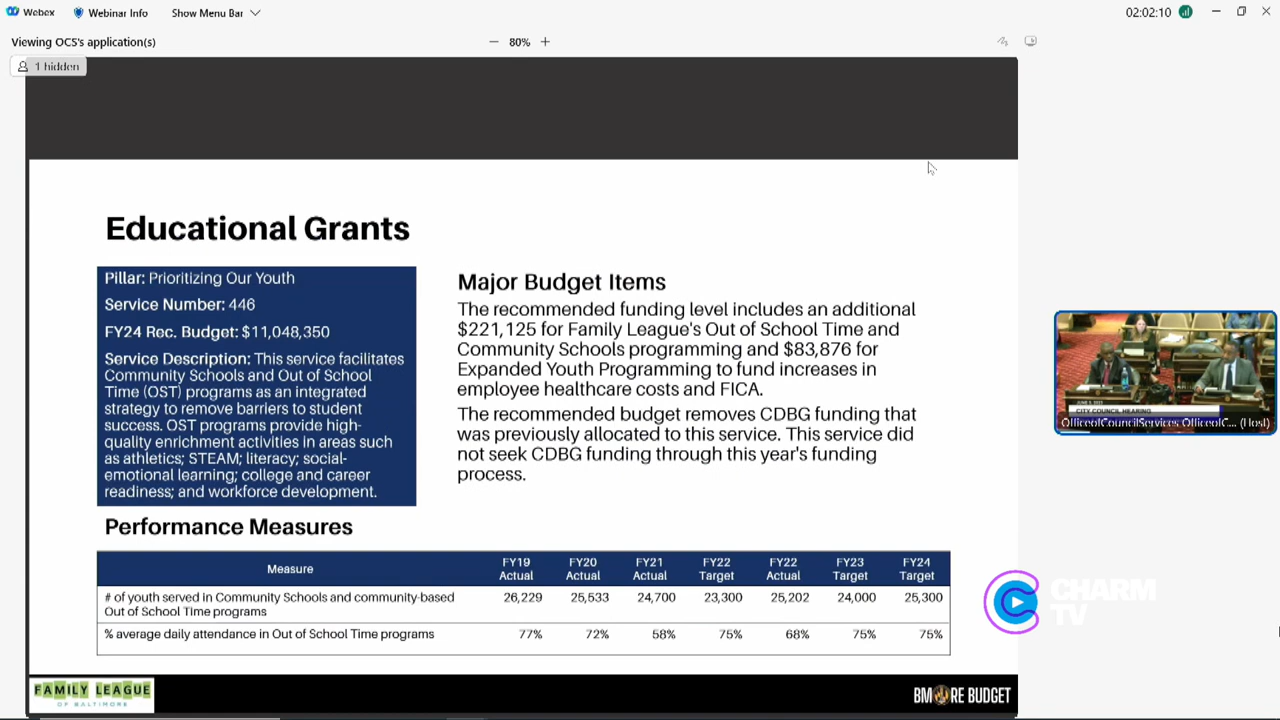 Webex
Webinar Info
Show Menu Bar
02:02:10
Viewing OCS's application(s)
80%
1 hidden
Educational Grants
Pillar: Prioritizing Our Youth
Service Number: 446
FY24 Rec. Budget: $11,048,350
Service Description: This service facilitates
Community Schools and Out of School
Time (OST) programs as an integrated
strategy to remove barriers to student
success. OST programs provide high-
quality enrichment activities in areas such
as athletics; STEAM; literacy; social-
emotional learning; college and career
readiness; and workforce development.
Major Budget Items
The recommended funding level includes an additional
$221,125 for Family League's Out of School Time and
Community Schools programming and $83,876 for
Expanded Youth Programming to fund increases in
employee healthcare costs and FICA.
The recommended budget removes CDBG funding that
was previously allocated to this service. This service did
not seek CDBG funding through this year's funding
process.
JUNE 5, 2023
CITY COUNCIL HEARING
OfficeofCouncilServices OfficeofC... (Host)
Performance Measures
Measure FY19 Actual FY20 Actual FY21 Actual FY22 Target FY22 Actual FY23 Target FY24 Target
# of youth served in Community Schools and community-based
Out of School Time programs 26,229 25,533 24,700 23,300 25,202 24,000 25,300
% average daily attendance in Out of School Time programs 77% 72% 58% 75% 68% 75% 75%
CHARM
TV
FAMILY LEAGUE
OF BALTIMORE
BMORE BUDGET